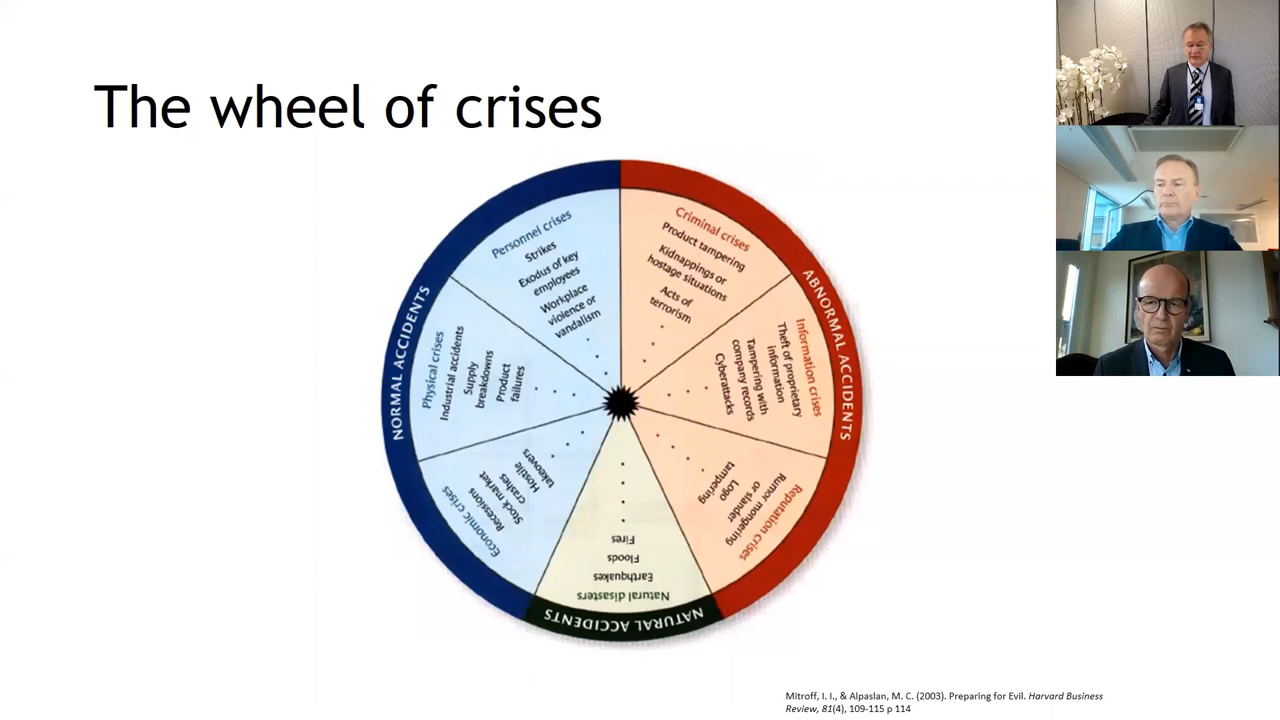 The wheel of crises
NORMAL ACCIDENTS
ABNORMAL ACCIDENTS
NATURAL ACCIDENTS
Personnel crises
Strikes
Exodus of key
employees
Workplace
violence or
vandalism
Criminal crises
Product tampering
Kidnappings or
hostage situations
Acts of
terrorism
Physical crises
Industrial accidents
Supply
breakdowns
Product
failures
Information crises
Theft of proprietary
information
Tampering with
company records
Cyberattacks
Economic crises
Recessions
Stock market
crashes
Hostile
takeovers
Reputation crises
Rumor mongering
or slander
Logo
tampering
Natural disasters
Earthquakes
Floods
Fires
Mitroff, I. I., & Alpaslan, M. C. (2003). Preparing for Evil. Harvard Business
Review, 81(4), 109-115 p 114